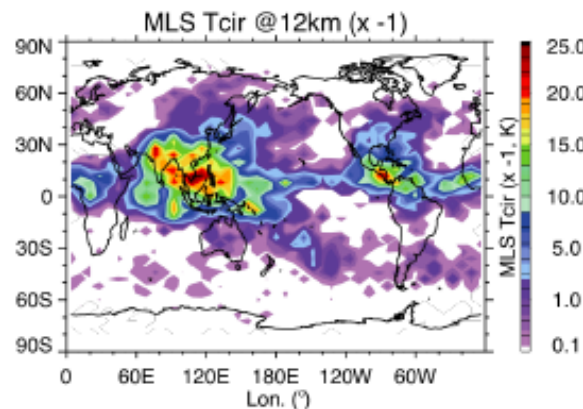 MLS Tcir @12km (x -1)
90N
60N
30N
0
30S
60S
90S
0 60E 120E 180W 120W 60W
Lon. (°)
25.0
20.0
15.0
10.0
5.0
1.0
0.1
MLS Tcir (x -1, K)